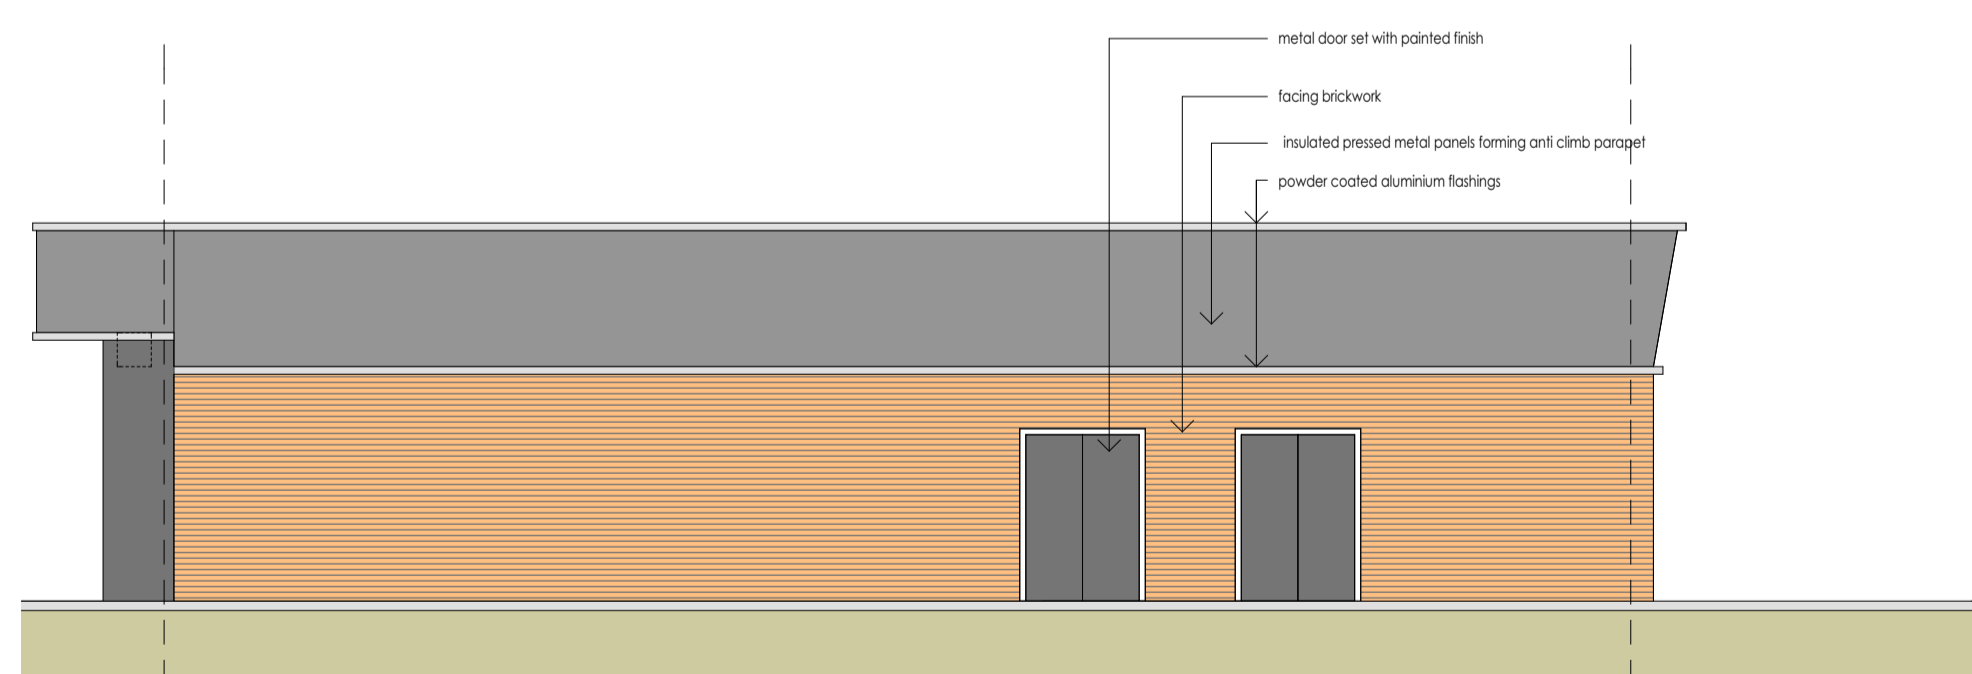 metal door set with painted finish
facing brickwork
insulated pressed metal panels forming anti climb parapet
powder coated aluminium flashings